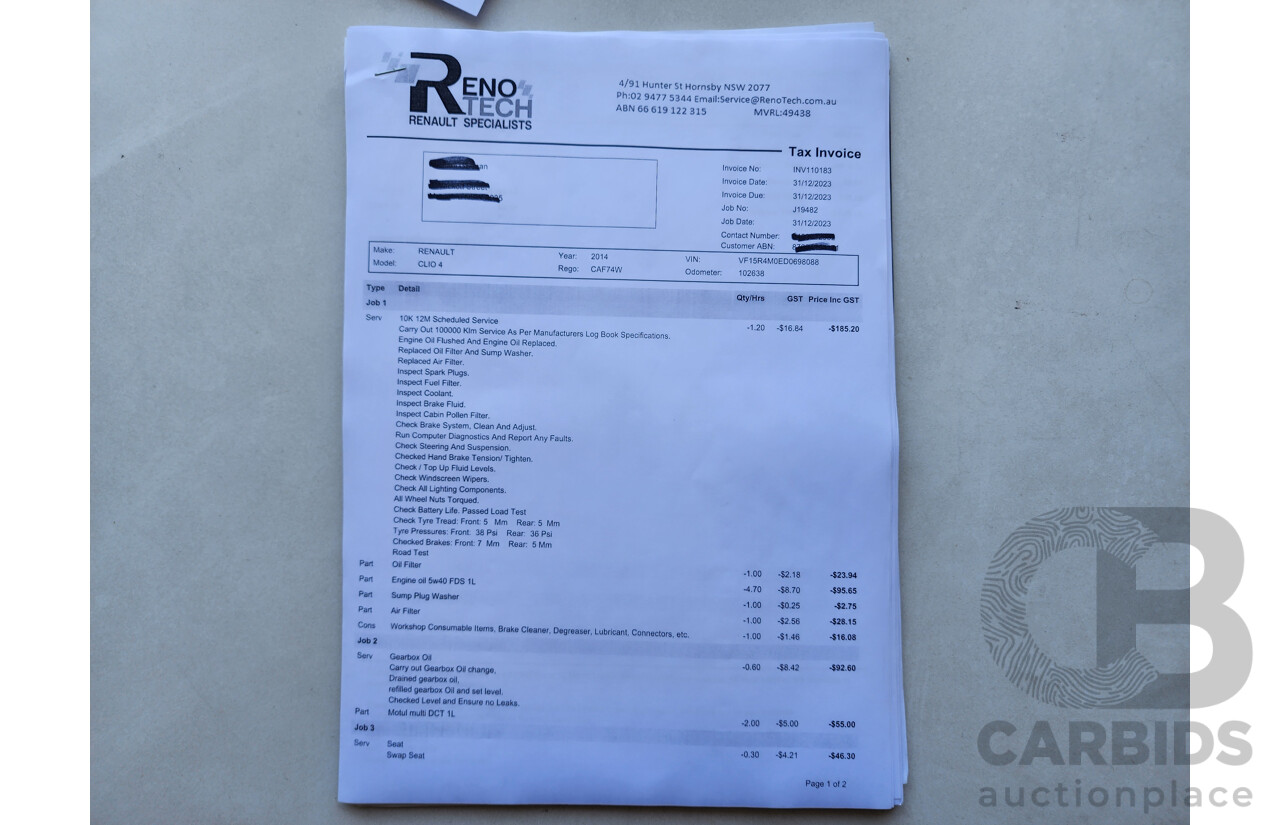 RENO
TECH
RENAULT SPECIALISTS
4/91 Hunter St Hornsby NSW 2077
Ph:02 9477 5344 Email:Service@RenoTech.com.au
ABN 66 619 122 315 MVRL:49438
Tax Invoice
Invoice No: INV110183
Invoice Date: 31/12/2023
Invoice Due: 31/12/2023
Job No: J19482
Job Date: 31/12/2023
Contact Number:
Customer ABN:
Make: RENAULT Year: 2014 VIN: VF15R4M0ED0698088
Model: CLIO 4 Rego: CAF74W Odometer: 102638
Type Detail Qty/Hrs GST Price Inc GST
Job 1
Serv 10K 12M Scheduled Service -1.20 -$16.84 -$185.20
Carry Out 100000 Klm Service As Per Manufacturers Log Book Specifications.
Engine Oil Flushed And Engine Oil Replaced.
Replaced Oil Filter And Sump Washer.
Replaced Air Filter.
Inspect Spark Plugs.
Inspect Fuel Filter.
Inspect Coolant.
Inspect Brake Fluid.
Inspect Cabin Pollen Filter.
Check Brake System, Clean And Adjust.
Run Computer Diagnostics And Report Any Faults.
Check Steering And Suspension.
Checked Hand Brake Tension/ Tighten.
Check / Top Up Fluid Levels.
Check Windscreen Wipers.
Check All Lighting Components.
All Wheel Nuts Torqued.
Check Battery Life. Passed Load Test
Check Tyre Tread: Front: 5 Mm Rear: 5 Mm
Tyre Pressures: Front. 38 Psi Rear: 36 Psi
Checked Brakes: Front: 7 Mm Rear: 5 Mm
Road Test
Part Oil Filter -1.00 -$2.18 -$23.94
Part Engine oil 5w40 FDS 1L -4.70 -$8.70 -$95.65
Part Sump Plug Washer -1.00 -$0.25 -$2.75
Part Air Filter -1.00 -$2.56 -$28.15
Cons Workshop Consumable Items, Brake Cleaner, Degreaser, Lubricant, Connectors, etc. -1.00 -$1.46 -$16.08
Job 2
Serv Gearbox Oil -0.60 -$8.42 -$92.60
Carry out Gearbox Oil change,
Drained gearbox oil,
refilled gearbox Oil and set level.
Checked Level and Ensure no Leaks.
Part Motul multi DCT 1L -2.00 -$5.00 -$55.00
Job 3
Serv Seat -0.30 -$4.21 -$46.30
Swap Seat
Page 1 of 2
CB
CARBIDS
auctionplace